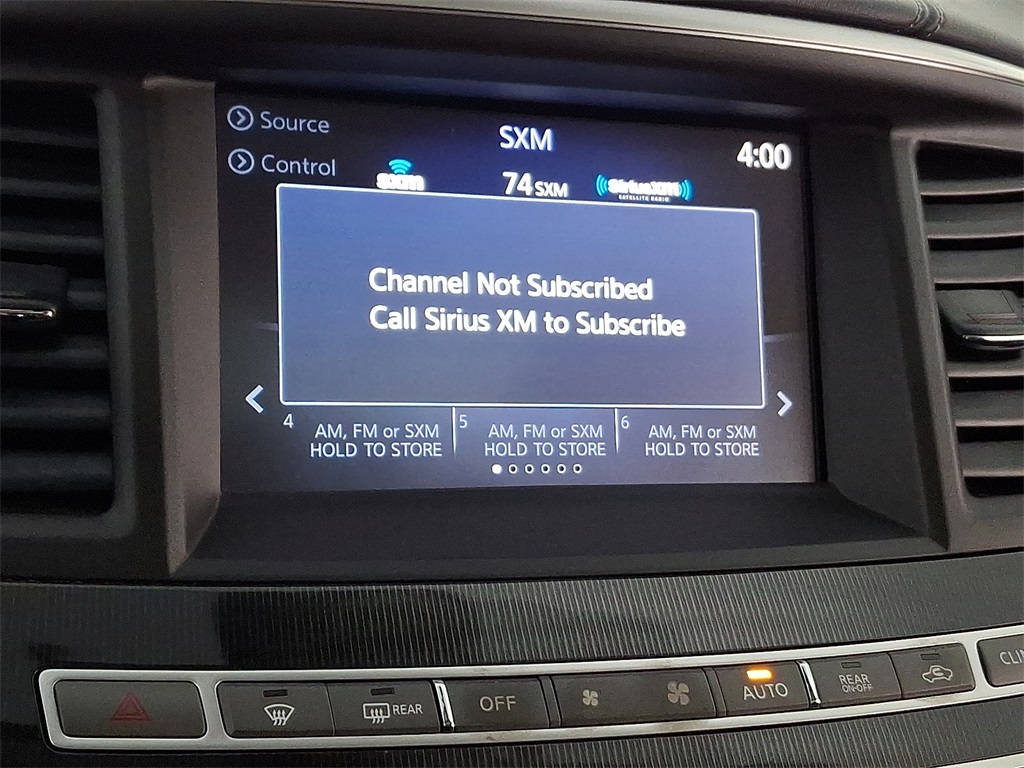 Source
SXM
4:00
Control
sxm
74 SXM
SiriusXM
SATELLITE RADIO
Channel Not Subscribed
Call Sirius XM to Subscribe
4
AM, FM or SXM
HOLD TO STORE
5
AM, FM or SXM
HOLD TO STORE
6
AM, FM or SXM
HOLD TO STORE
REAR
OFF
AUTO
REAR
ON-OFF